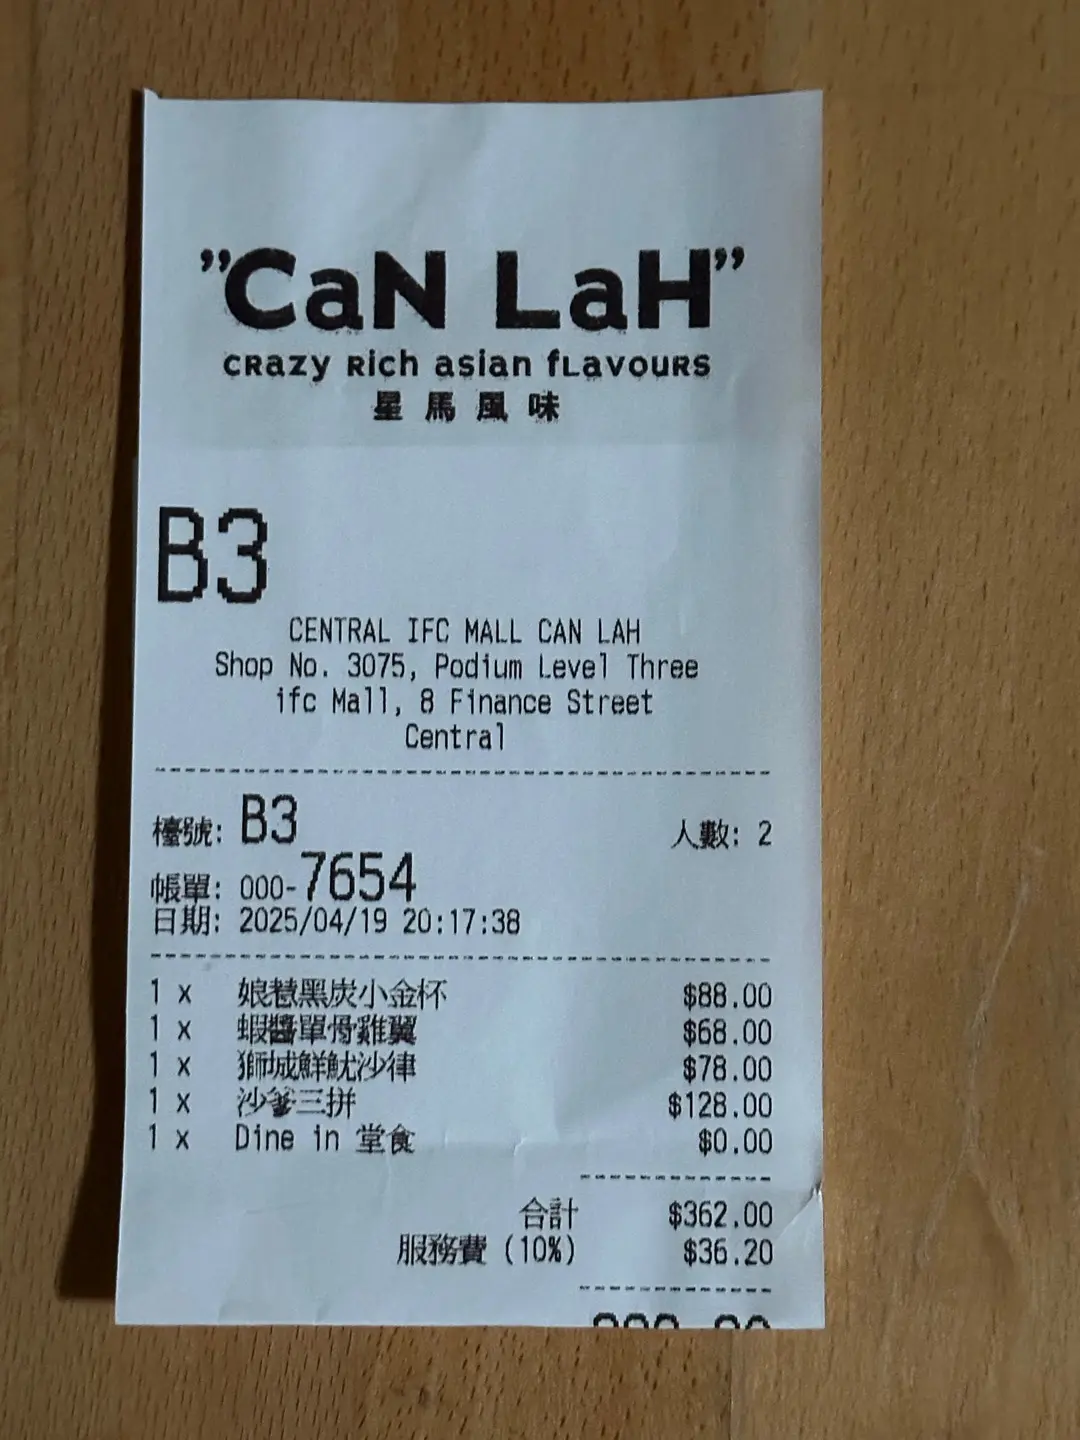 "CaN LaH"
CRazy Rich asian fLavouRS
星馬風味
B3
CENTRAL IFC MALL CAN LAH
Shop No. 3075, Podium Level Three
ifc Mall, 8 Finance Street
Central
檯號: B3 人數: 2
帳單: 000-7654
日期: 2025/04/19 20:17:38
1 x 娘惹黑炭小金杯 $88.00
1 x 蝦醬單骨雞翼 $68.00
1 x 獅城鮮魷沙律 $78.00
1 x 沙爹三拼 $128.00
1 x Dine in 堂食 $0.00
合計 $362.00
服務費 (10%) $36.20